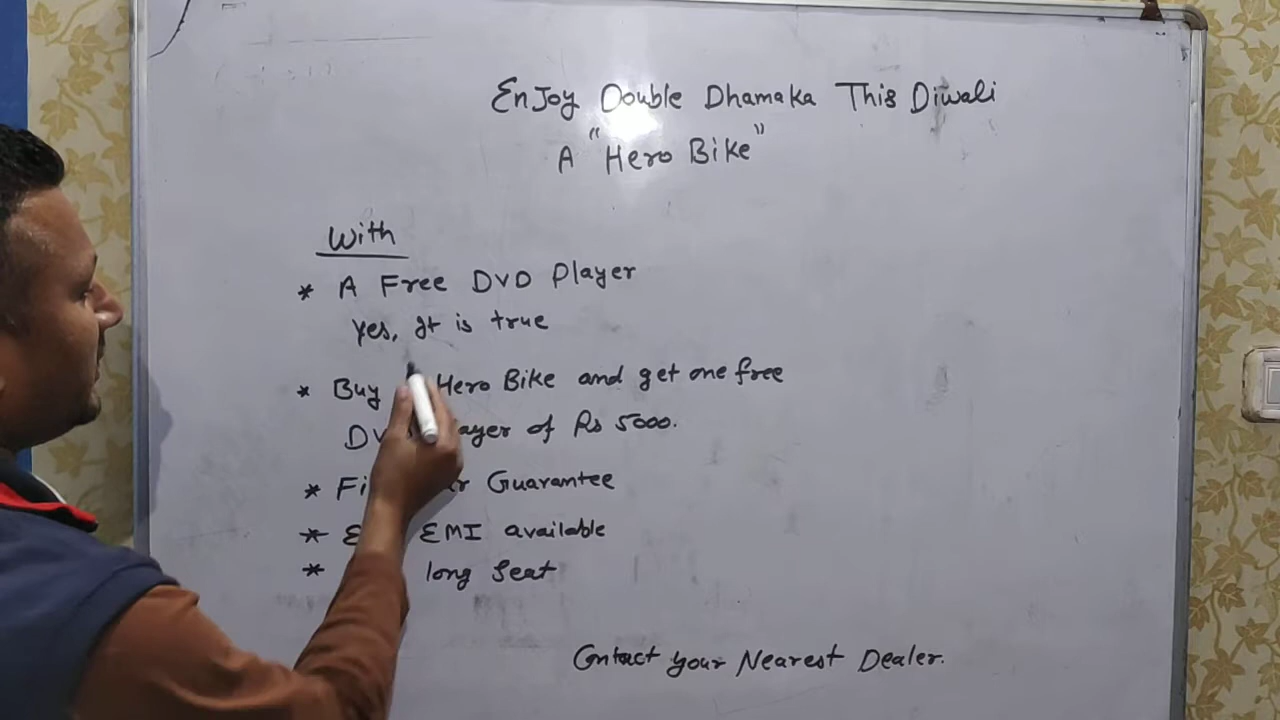 Enjoy Double Dhamaka This Diwali
A "Hero Bike"
With
* A Free DVD Player
Yes, It is true
* Buy Hero Bike and get one free
of Rs 5000.
* Guarantee
* EMI available
* long Seat
Contact your Nearest Dealer.